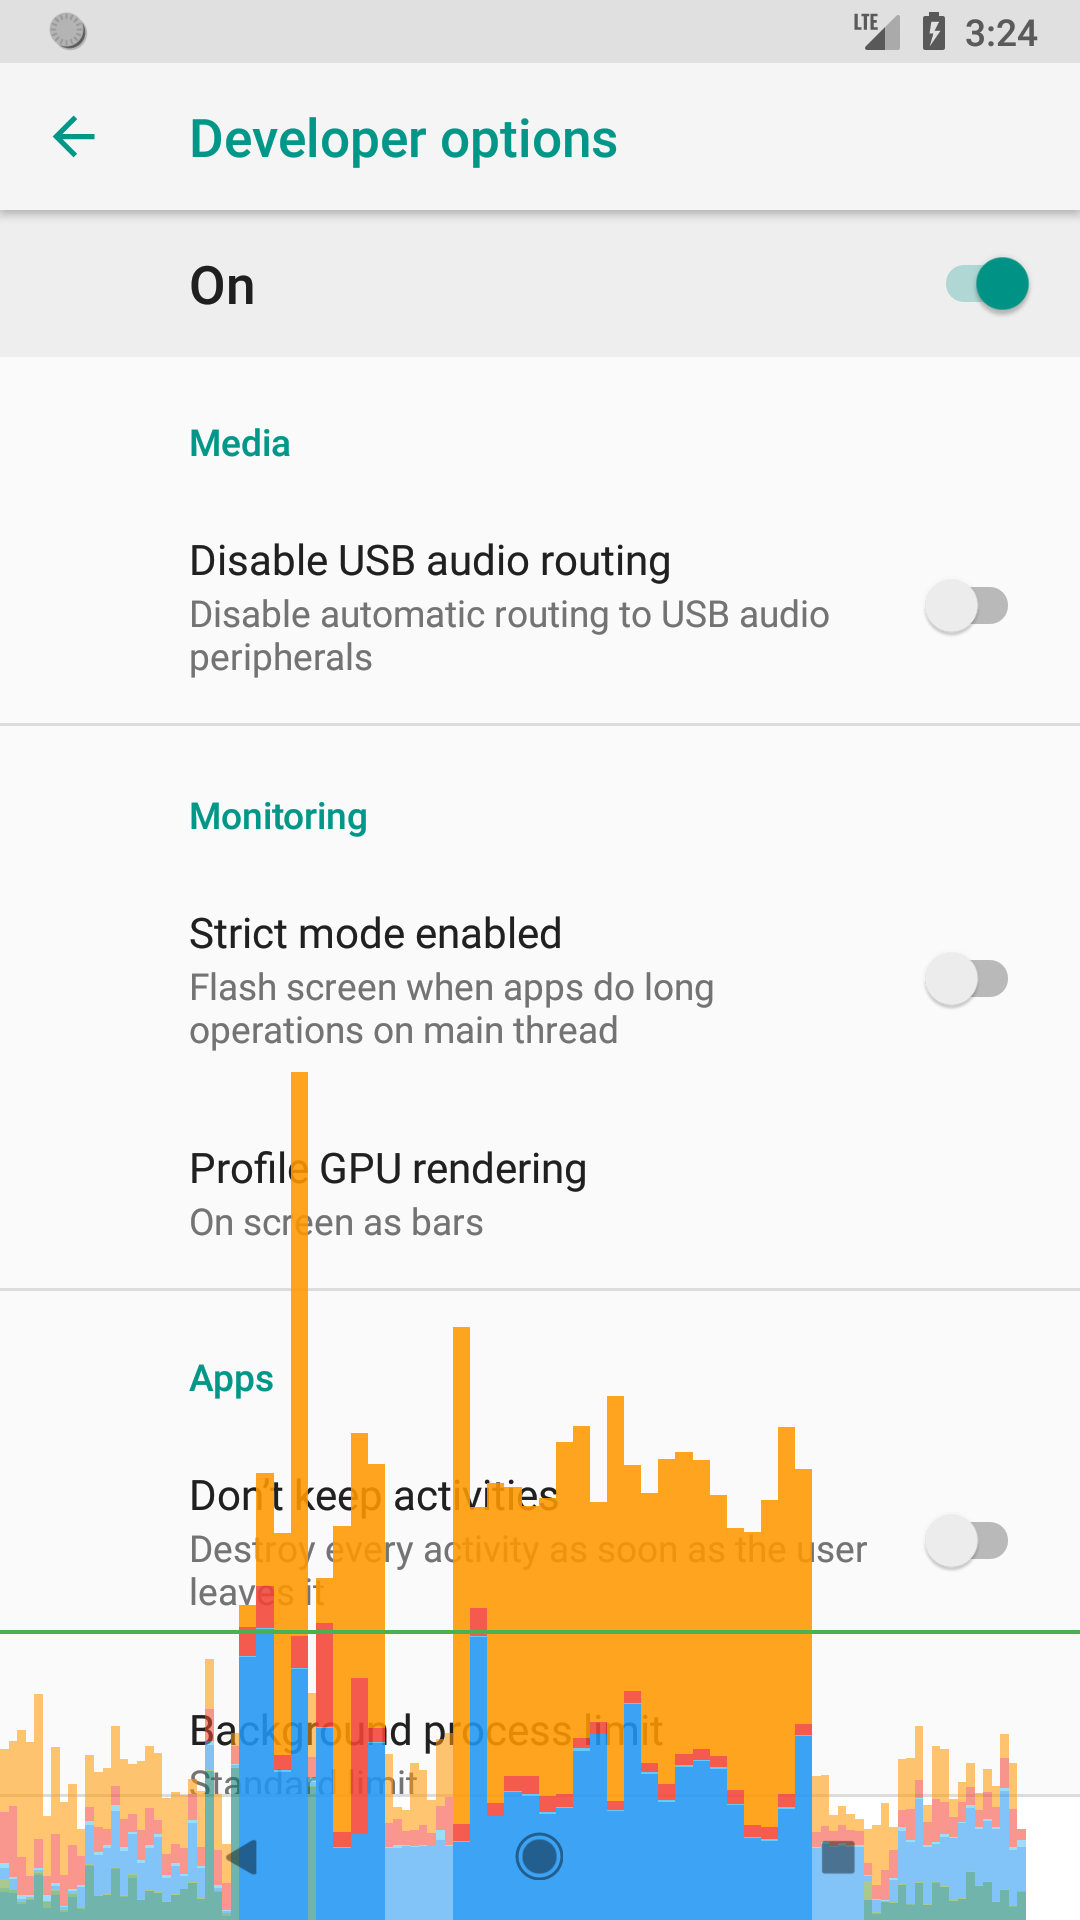 LTE 3:24
Developer options
On
Media
Disable USB audio routing
Disable automatic routing to USB audio
peripherals
Monitoring
Strict mode enabled
Flash screen when apps do long
operations on main thread
Profile GPU rendering
On screen as bars
Apps
Don't keep activities
Destroy every activity as soon as the user
leaves it
Background process limit
Standard limit